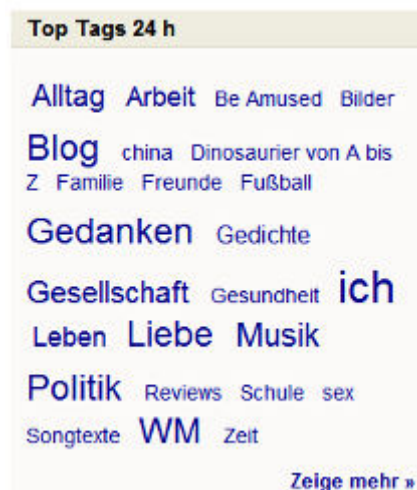 Top Tags 24 h
Alltag Arbeit Be Amused Bilder
Blog china Dinosaurier von A bis
Z Familie Freunde Fußball
Gedanken Gedichte
Gesellschaft Gesundheit ich
Leben Liebe Musik
Politik Reviews Schule sex
Songtexte WM Zeit
Zeige mehr »